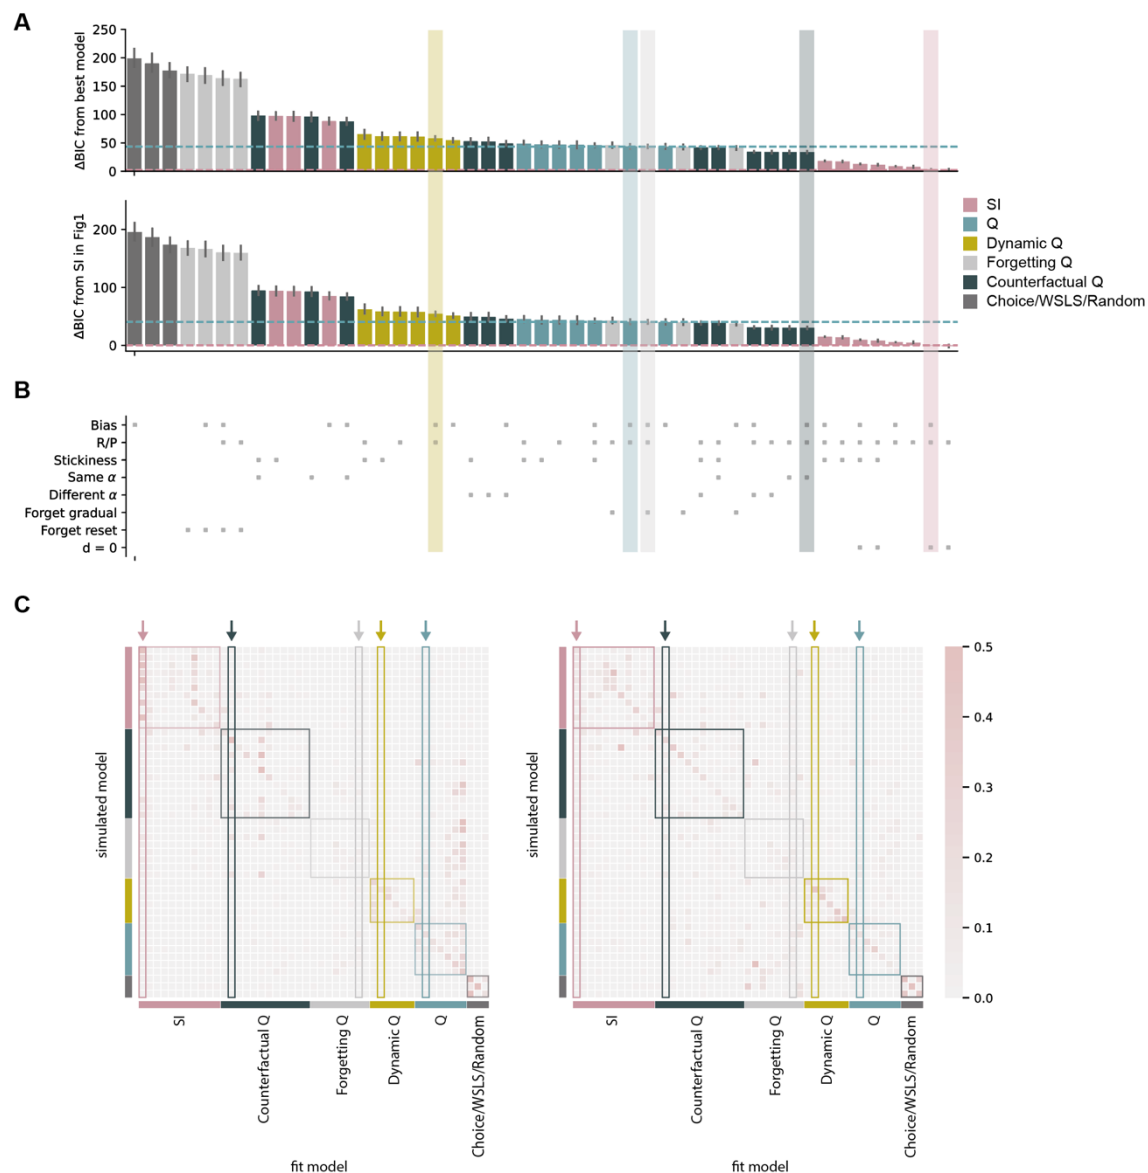 A
ΔBIC from best model
250
200
150
100
50
0
ΔBIC from SI in Fig1
200
100
0
SI
Q
Dynamic Q
Forgetting Q
Counterfactual Q
Choice/WSLS/Random
B
Bias
R/P
Stickiness
Same α
Different α
Forget gradual
Forget reset
d = 0
C
simulated model
SI
Counterfactual Q
Forgetting Q
Dynamic Q
Q
Choice/WSLS/Random
fit model
simulated model
SI
Counterfactual Q
Forgetting Q
Dynamic Q
Q
Choice/WSLS/Random
fit model
0.5
0.4
0.3
0.2
0.1
0.0